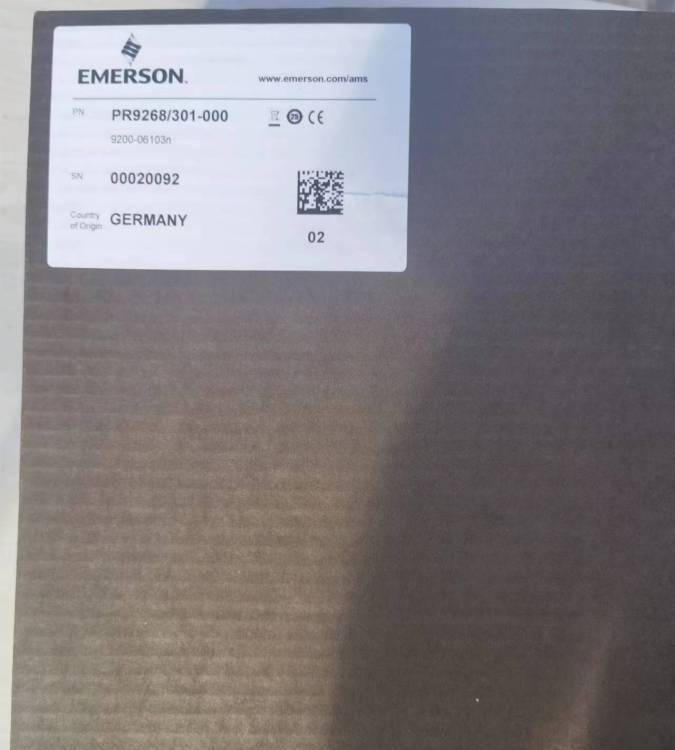 EMERSON.
www.emerson.com/ams
PN PR9268/301-000
9200-06103n
SN 00020092
Country
of Origin GERMANY
02